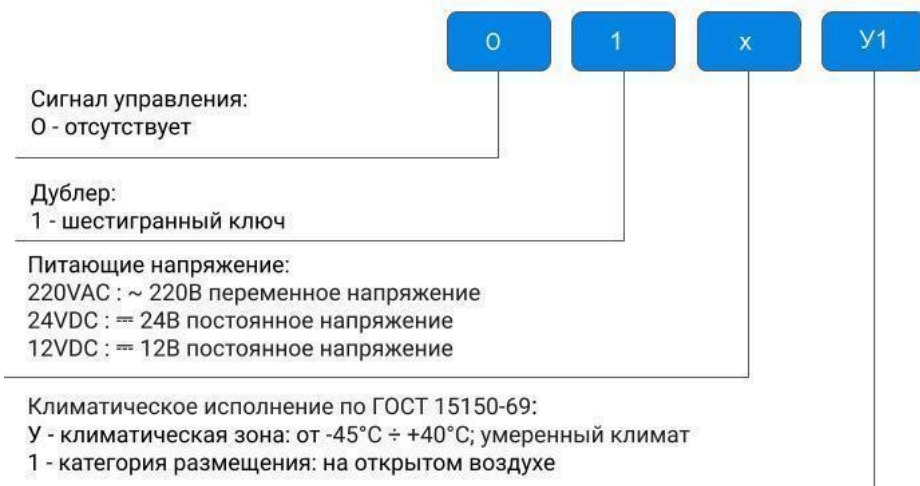 0 1 x У1
Сигнал управления:
0 - отсутствует
Дублер:
1 - шестигранный ключ
Питающие напряжение:
220VAC : ~ 220В переменное напряжение
24VDC : ⎓ 24В постоянное напряжение
12VDC : ⎓ 12В постоянное напряжение
Климатическое исполнение по ГОСТ 15150-69:
У - климатическая зона: от -45°C ÷ +40°C; умеренный климат
1 - категория размещения: на открытом воздухе